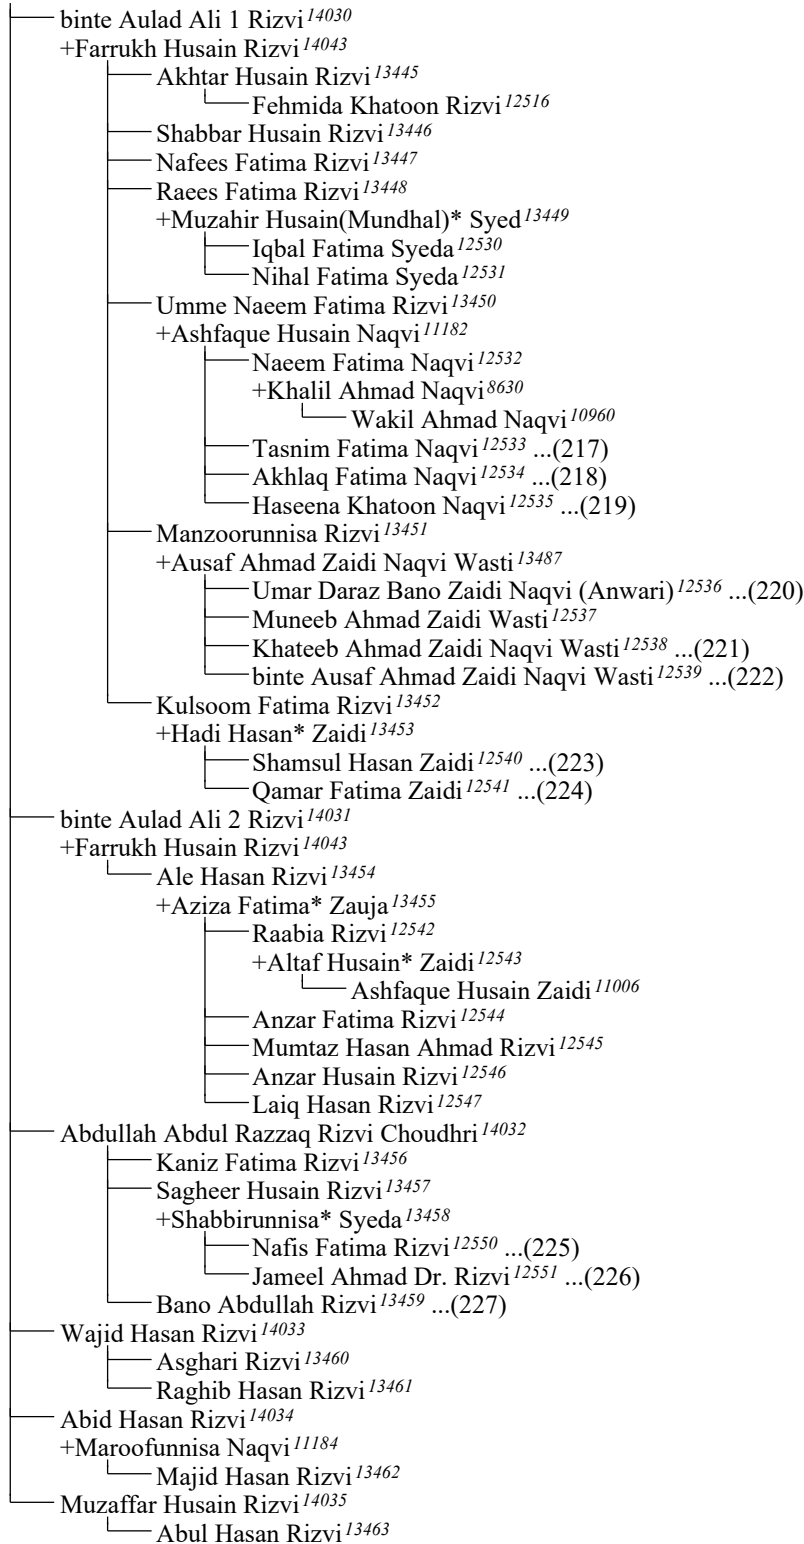 binte Aulad Ali 1 Rizvi 14030
+Farrukh Husain Rizvi 14043
Akhtar Husain Rizvi 13445
Fehmida Khatoon Rizvi 12516
Shabbar Husain Rizvi 13446
Nafees Fatima Rizvi 13447
Raees Fatima Rizvi 13448
+Muzahir Husain(Mundhal)* Syed 13449
Iqbal Fatima Syeda 12530
Nihal Fatima Syeda 12531
Umme Naeem Fatima Rizvi 13450
+Ashfaque Husain Naqvi 11182
Naeem Fatima Naqvi 12532
+Khalil Ahmad Naqvi 8630
Wakil Ahmad Naqvi 10960
Tasnim Fatima Naqvi 12533 ...(217)
Akhlaq Fatima Naqvi 12534 ...(218)
Haseena Khatoon Naqvi 12535 ...(219)
Manzoorunnisa Rizvi 13451
+Ausaf Ahmad Zaidi Naqvi Wasti 13487
Umar Daraz Bano Zaidi Naqvi (Anwari) 12536 ...(220)
Muneeb Ahmad Zaidi Wasti 12537
Khateeb Ahmad Zaidi Naqvi Wasti 12538 ...(221)
binte Ausaf Ahmad Zaidi Naqvi Wasti 12539 ...(222)
Kulsoom Fatima Rizvi 13452
+Hadi Hasan* Zaidi 13453
Shamsul Hasan Zaidi 12540 ...(223)
Qamar Fatima Zaidi 12541 ...(224)
binte Aulad Ali 2 Rizvi 14031
+Farrukh Husain Rizvi 14043
Ale Hasan Rizvi 13454
+Aziza Fatima* Zauja 13455
Raabia Rizvi 12542
+Altaf Husain* Zaidi 12543
Ashfaque Husain Zaidi 11006
Anzar Fatima Rizvi 12544
Mumtaz Hasan Ahmad Rizvi 12545
Anzar Husain Rizvi 12546
Laiq Hasan Rizvi 12547
Abdullah Abdul Razzaq Rizvi Choudhri 14032
Kaniz Fatima Rizvi 13456
Sagheer Husain Rizvi 13457
+Shabbirunnisa* Syeda 13458
Nafis Fatima Rizvi 12550 ...(225)
Jameel Ahmad Dr. Rizvi 12551 ...(226)
Bano Abdullah Rizvi 13459 ...(227)
Wajid Hasan Rizvi 14033
Asghari Rizvi 13460
Raghib Hasan Rizvi 13461
Abid Hasan Rizvi 14034
+Maroofunnisa Naqvi 11184
Majid Hasan Rizvi 13462
Muzaffar Husain Rizvi 14035
Abul Hasan Rizvi 13463